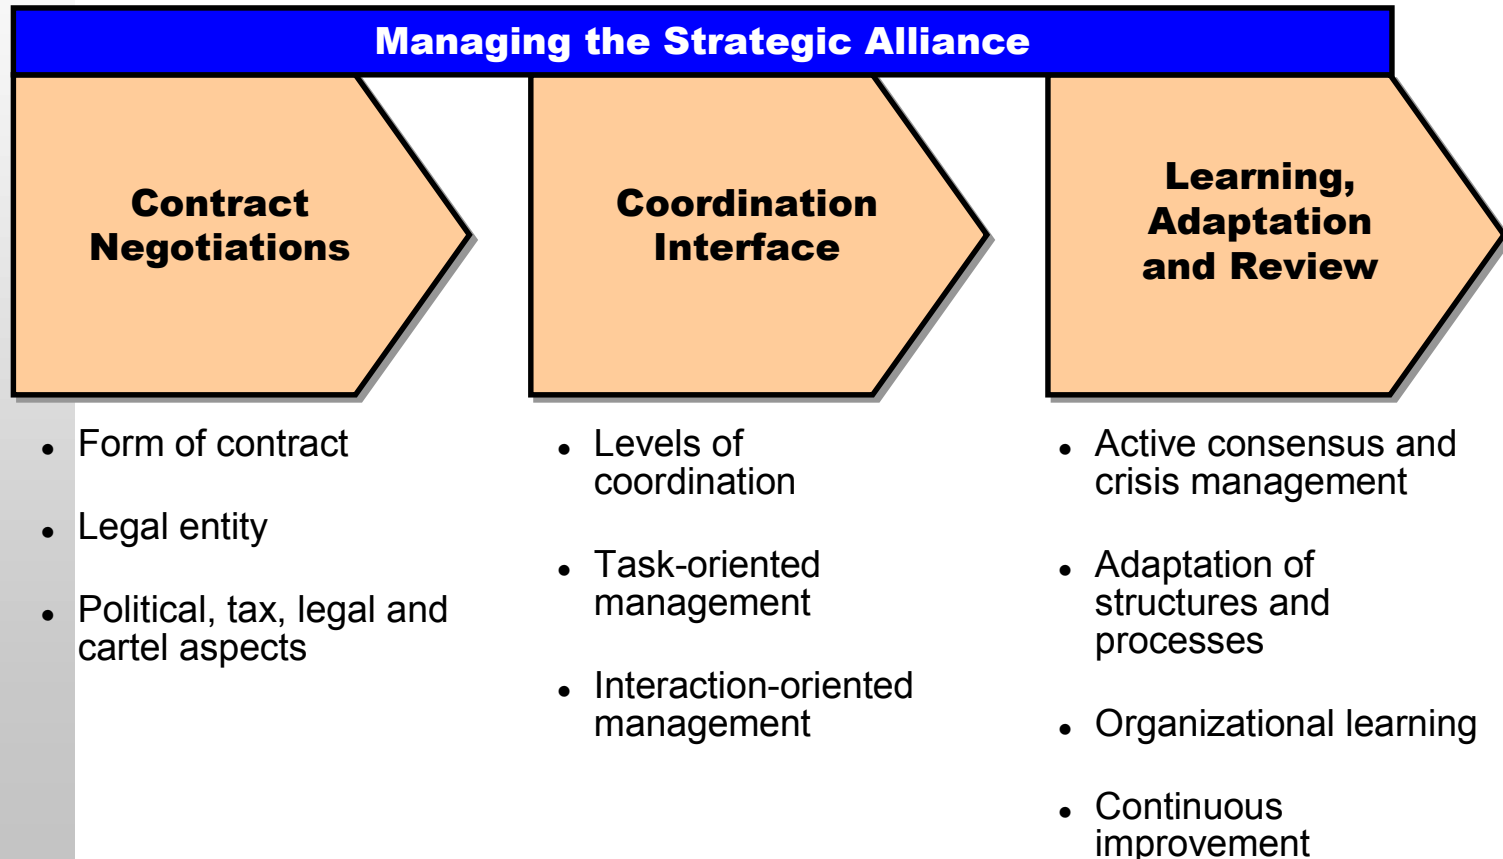 Managing the Strategic Alliance
Contract
Negotiations
Coordination
Interface
Learning,
Adaptation
and Review
• Form of contract
• Legal entity
• Political, tax, legal and
cartel aspects
• Levels of
coordination
• Task-oriented
management
• Interaction-oriented
management
• Active consensus and
crisis management
• Adaptation of
structures and
processes
• Organizational learning
• Continuous
improvement